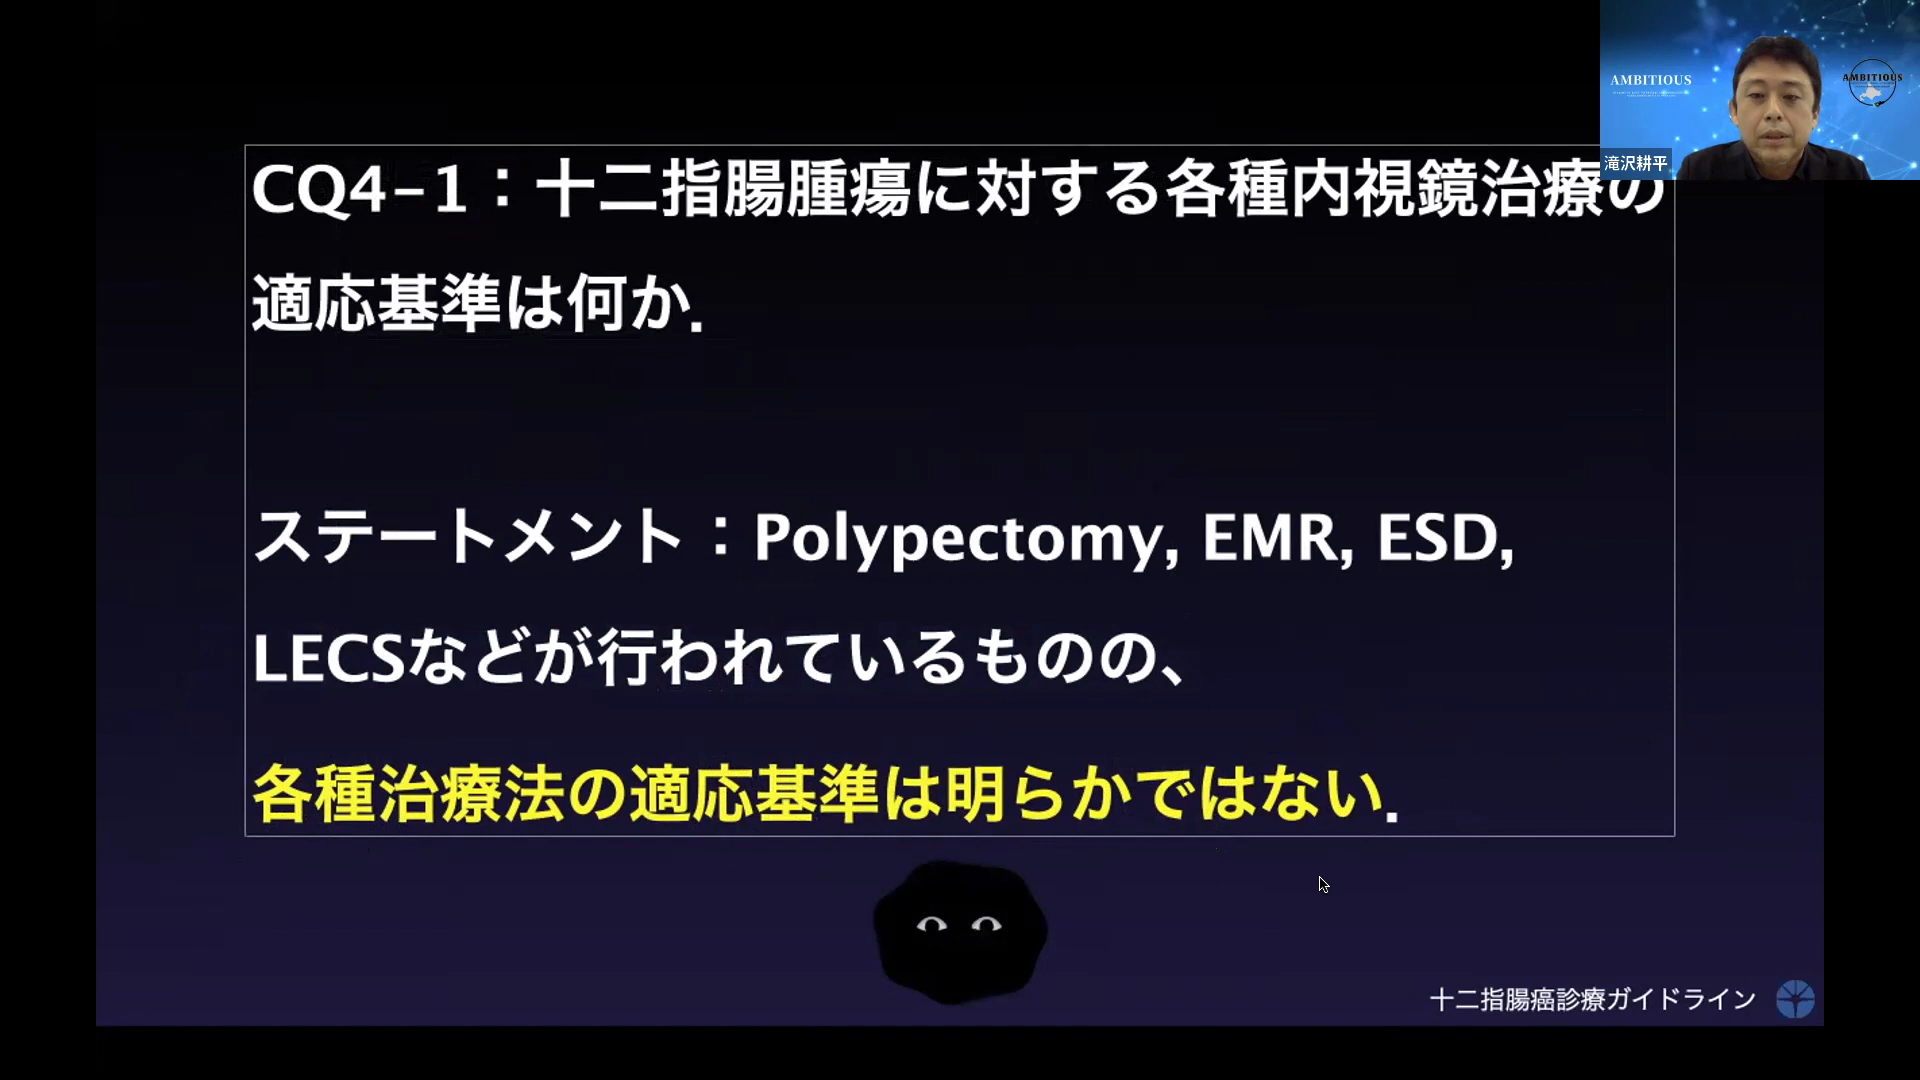 AMBITIOUS
AMBITIOUS
滝沢耕平
CQ4-1：十二指腸腫瘍に対する各種内視鏡治療の
適応基準は何か.
ステートメント：Polypectomy, EMR, ESD,
LECSなどが行われているものの、
各種治療法の適応基準は明らかではない.
十二指腸癌診療ガイドライン